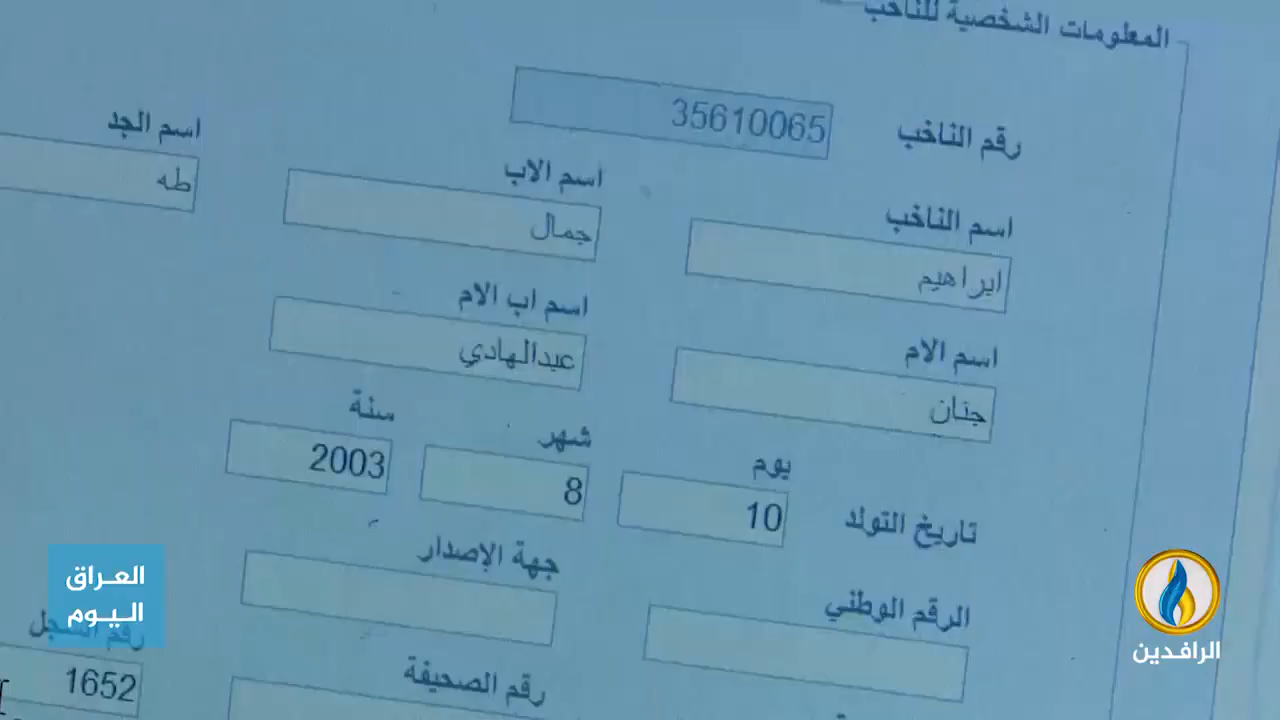 المعلومات الشخصية للناخب
رقم الناخب
35610065
اسم الناخب
ابراهيم
اسم الاب
جمال
اسم الجد
طه
اسم الام
جنان
اسم اب الام
عبدالهادي
تاريخ التولد
يوم
10
شهر
8
سنة
2003
الرقم الوطني
جهة الإصدار
رقم السجل
1652
رقم الصحيفة
العراق
اليوم
الرافدين